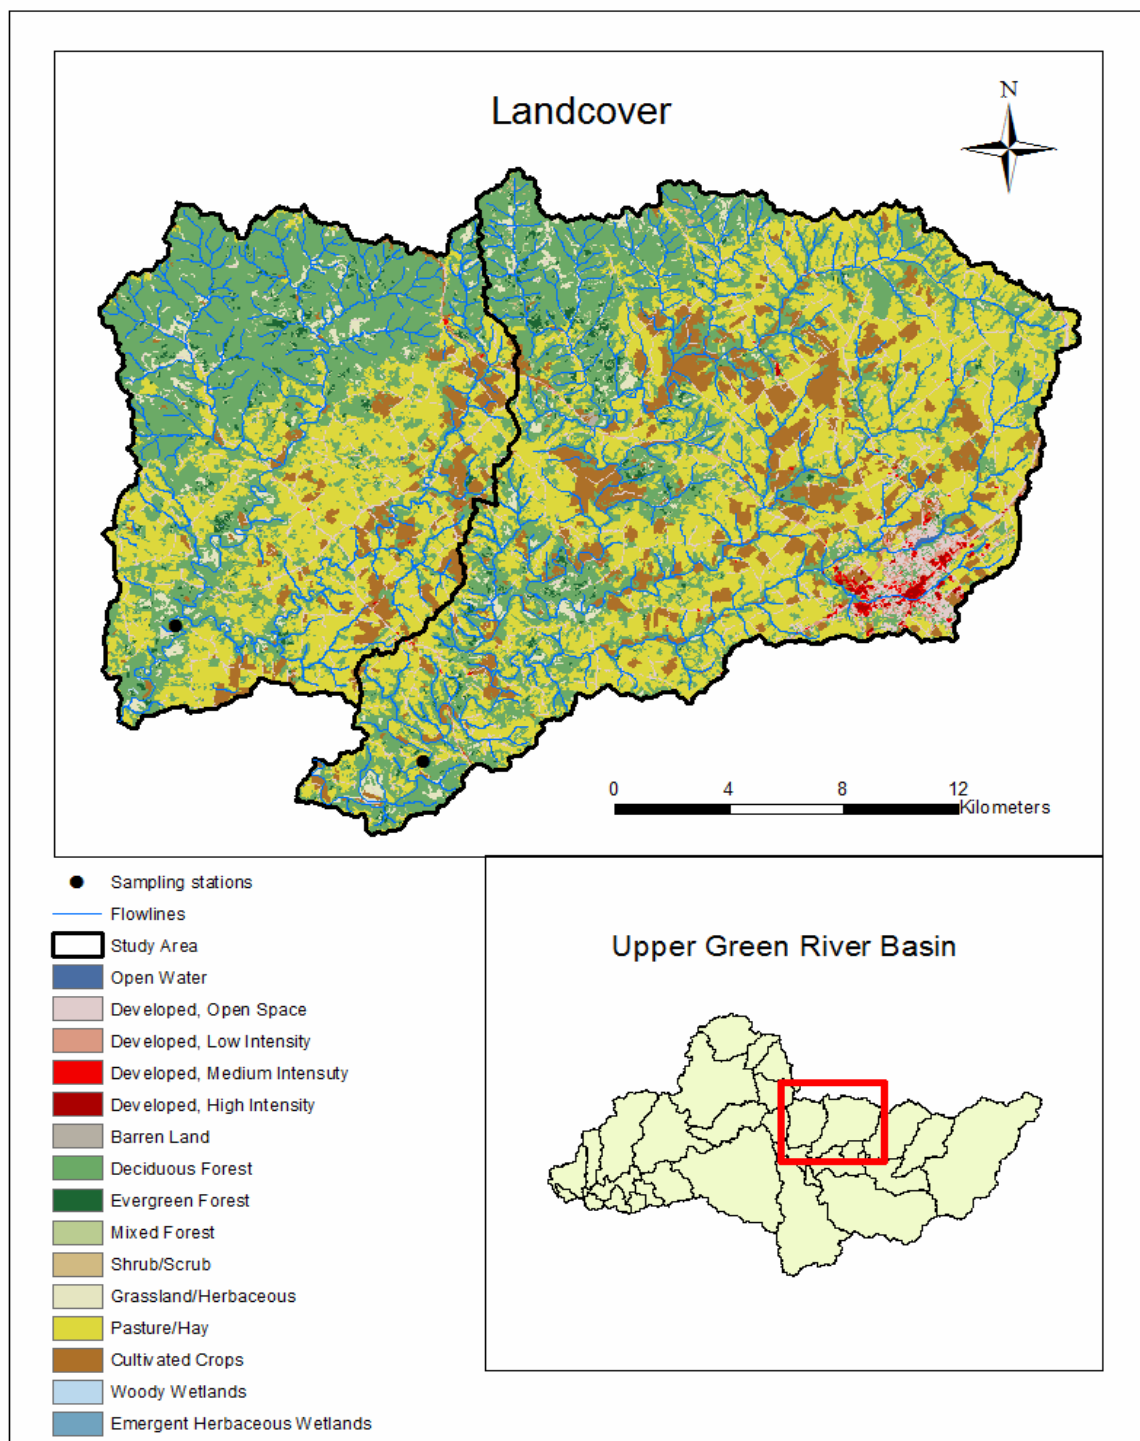 Landcover
N
0 4 8 12
Kilometers
Sampling stations
Flowlines
Study Area
Open Water
Developed, Open Space
Developed, Low Intensity
Developed, Medium Intensuty
Developed, High Intensity
Barren Land
Deciduous Forest
Evergreen Forest
Mixed Forest
Shrub/Scrub
Grassland/Herbaceous
Pasture/Hay
Cultivated Crops
Woody Wetlands
Emergent Herbaceous Wetlands
Upper Green River Basin